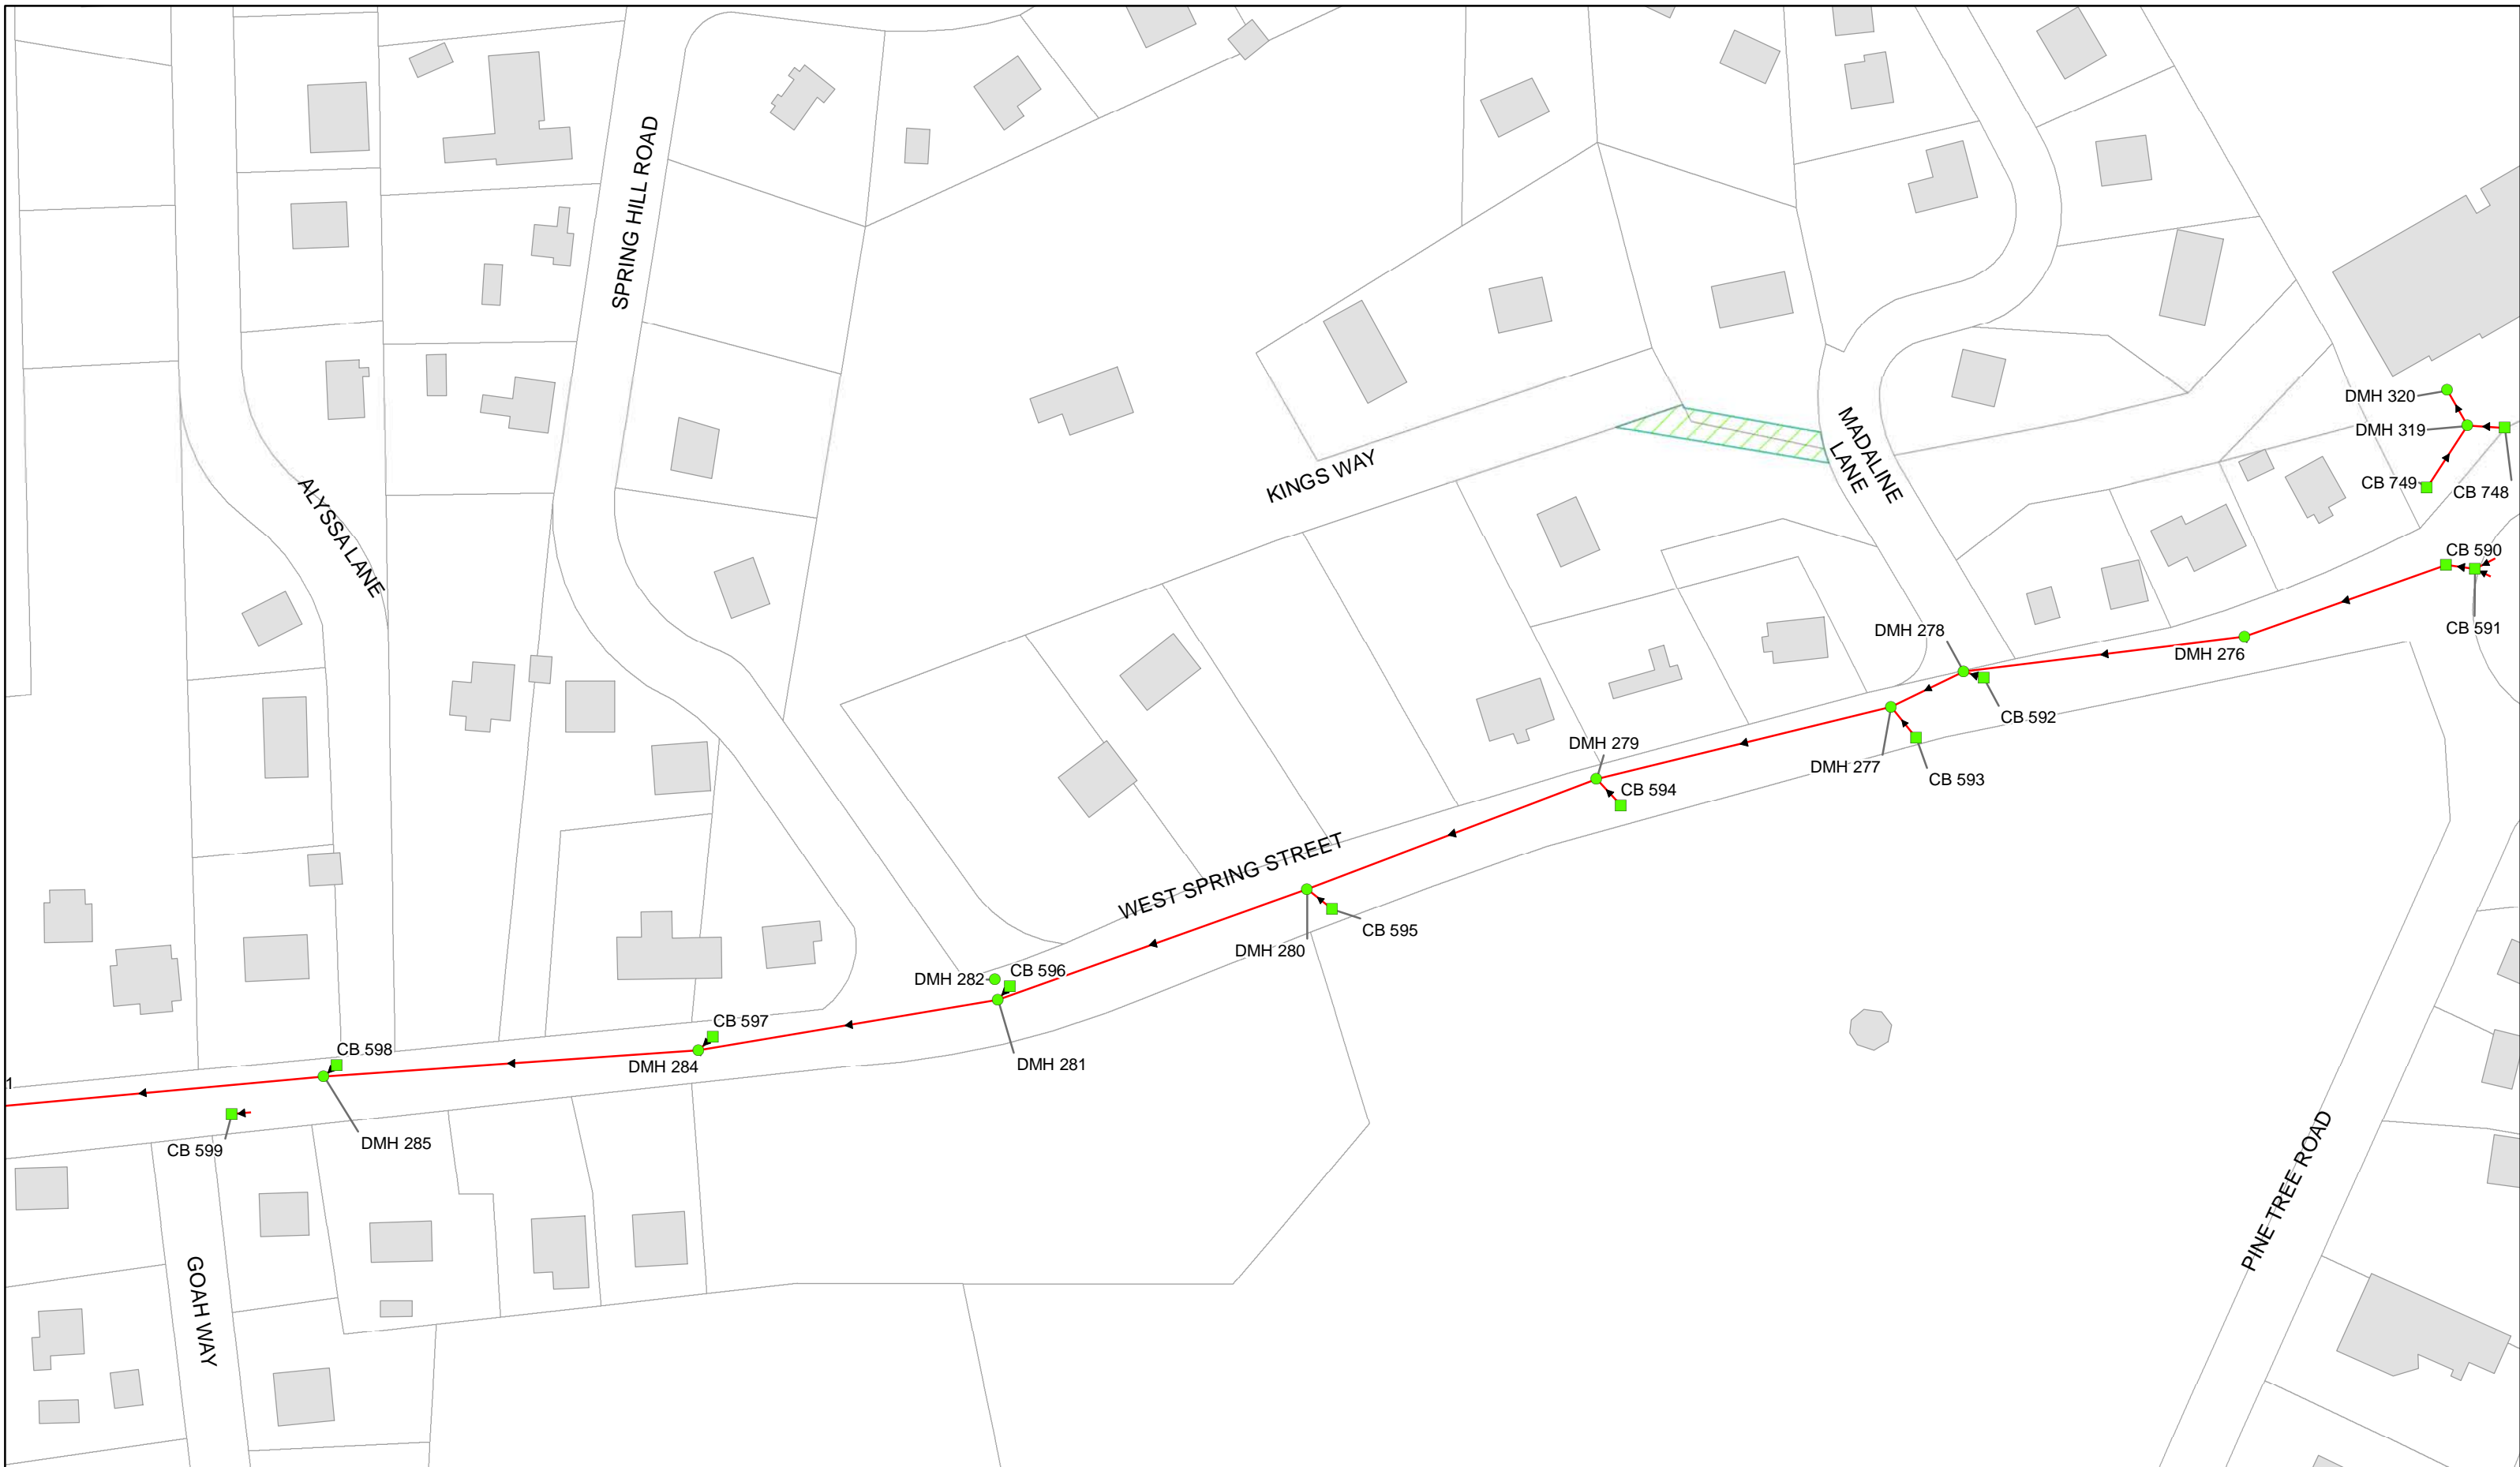 SPRING HILL ROAD
DMH 320
DMH 319
MADALINE
LANE
KINGS WAY
CB 749
CB 748
ALYSSA LANE
CB 590
CB 591
DMH 278
DMH 276
CB 592
DMH 279
DMH 277
CB 593
CB 594
WEST SPRING STREET
CB 595
DMH 280
CB 596
DMH 282
CB 597
CB 598
DMH 281
DMH 284
1
DMH 285
CB 599
PINE TREE ROAD
GOAH WAY